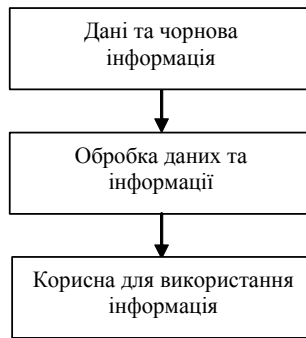 Дані та чорнова
інформація
Обробка даних та
інформації
Корисна для використання
інформація